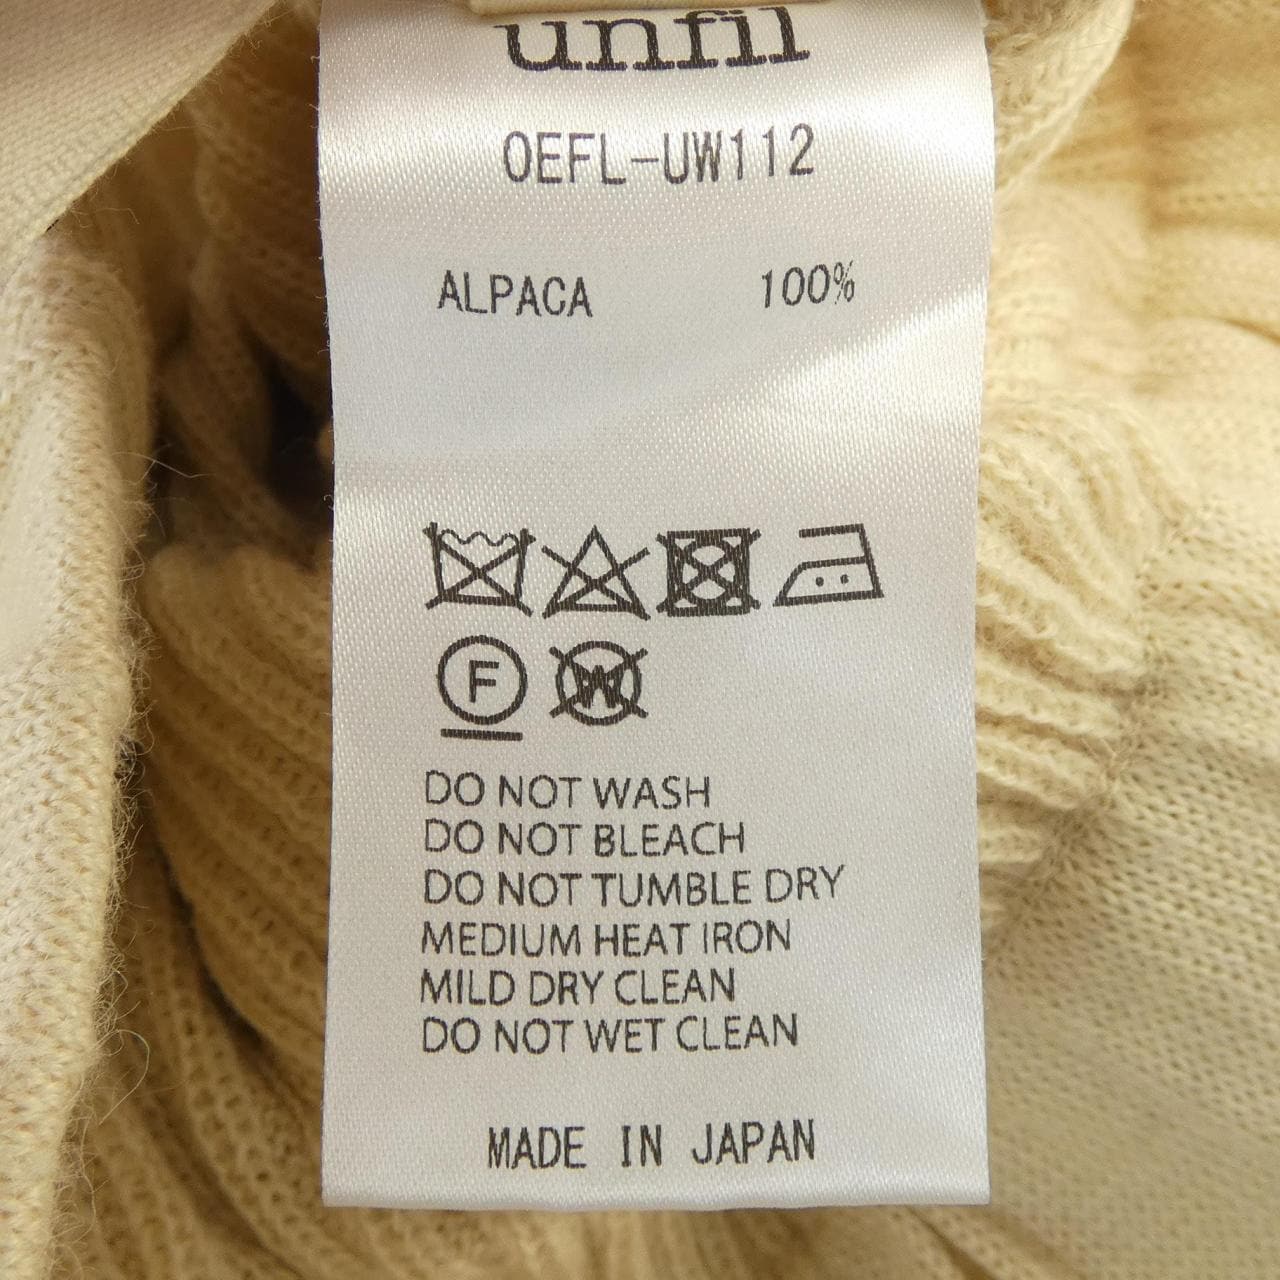 unfil
OEFL-UW112
ALPACA 100%
F W
DO NOT WASH
DO NOT BLEACH
DO NOT TUMBLE DRY
MEDIUM HEAT IRON
MILD DRY CLEAN
DO NOT WET CLEAN
MADE IN JAPAN